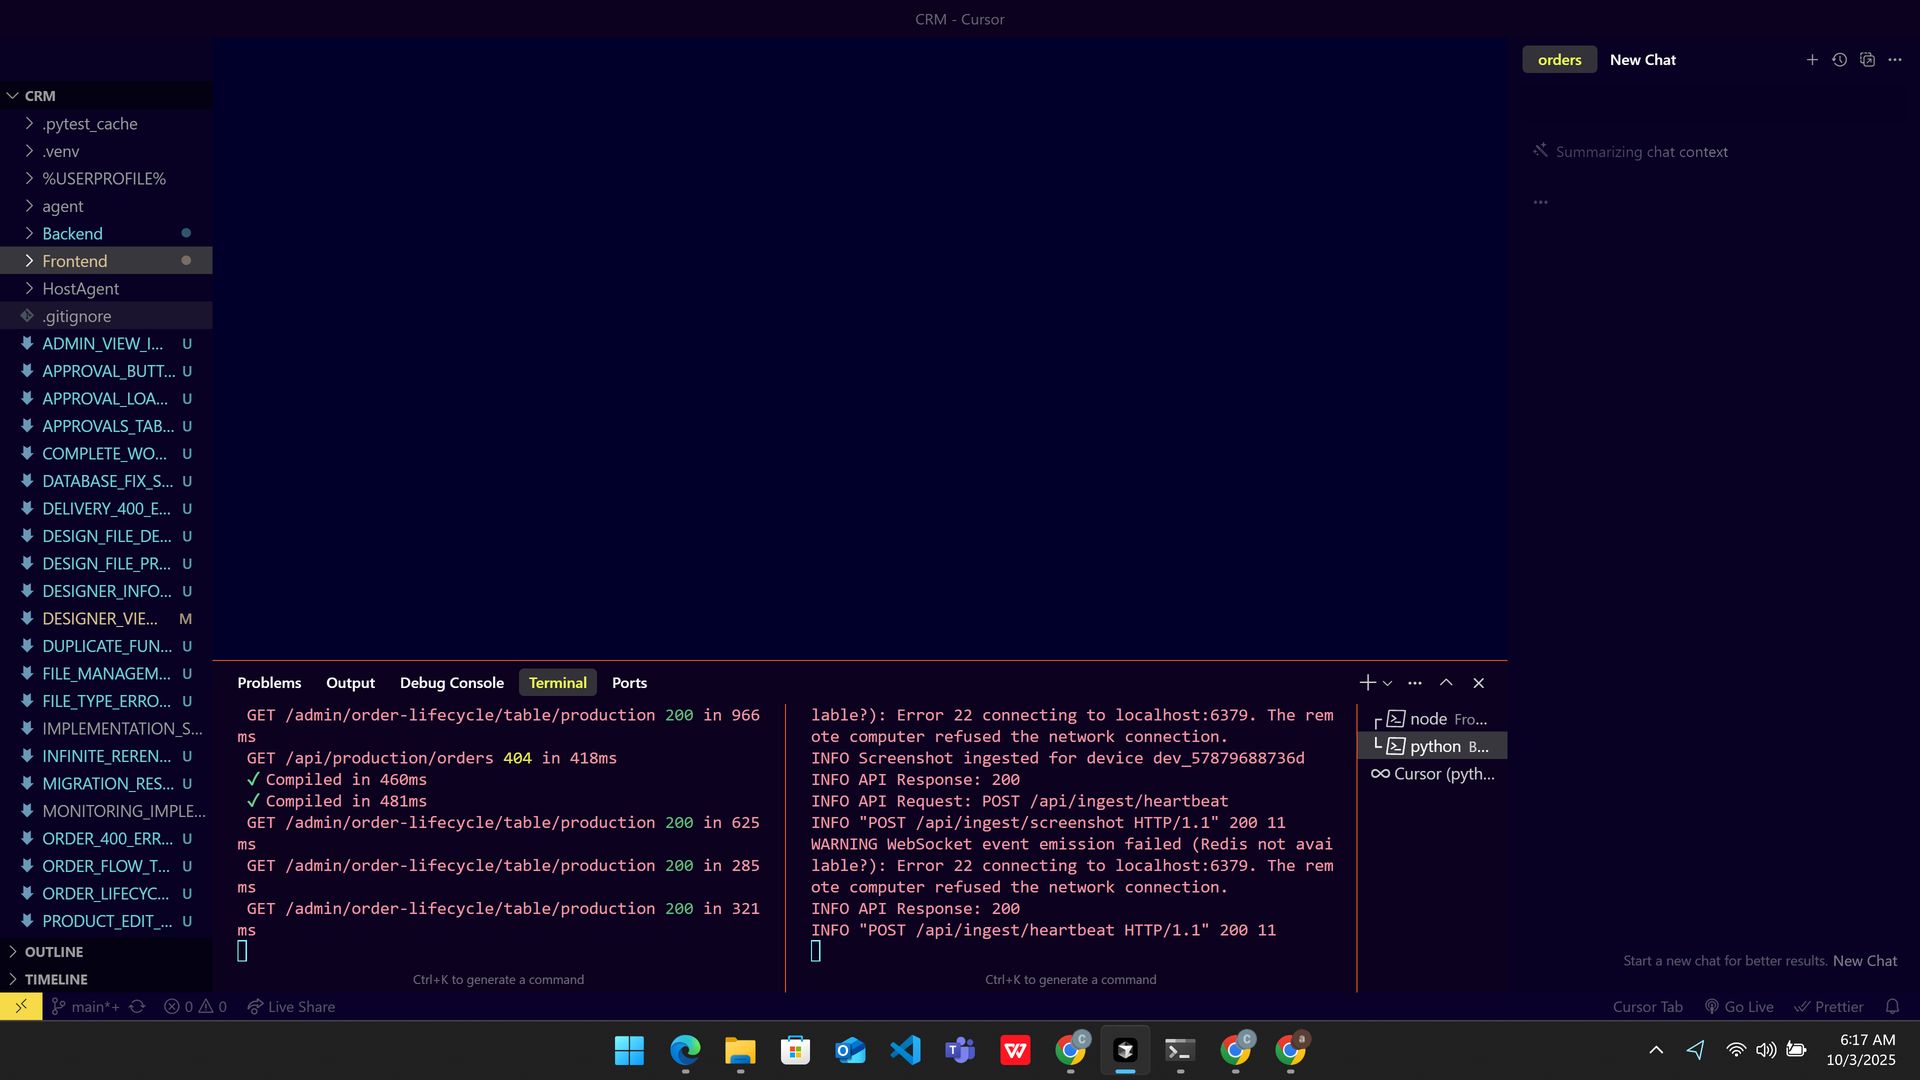 CRM - Cursor
CRM
.pytest_cache
.venv
%USERPROFILE%
agent
Backend
Frontend
HostAgent
.gitignore
ADMIN_VIEW_I... U
APPROVAL_BUTT... U
APPROVAL_LOA... U
APPROVALS_TAB... U
COMPLETE_WO... U
DATABASE_FIX_S... U
DELIVERY_400_E... U
DESIGN_FILE_DE... U
DESIGN_FILE_PR... U
DESIGNER_INFO... U
DESIGNER_VIE... M
DUPLICATE_FUN... U
FILE_MANAGEM... U
FILE_TYPE_ERRO... U
IMPLEMENTATION_S...
INFINITE_REREN... U
MIGRATION_RES... U
MONITORING_IMPLE...
ORDER_400_ERR... U
ORDER_FLOW_T... U
ORDER_LIFECYC... U
PRODUCT_EDIT_... U
OUTLINE
TIMELINE
Problems Output Debug Console Terminal Ports
GET /admin/order-lifecycle/table/production 200 in 966
ms
GET /api/production/orders 404 in 418ms
✓ Compiled in 460ms
✓ Compiled in 481ms
GET /admin/order-lifecycle/table/production 200 in 625
ms
GET /admin/order-lifecycle/table/production 200 in 285
ms
GET /admin/order-lifecycle/table/production 200 in 321
ms
Ctrl+K to generate a command
lable?): Error 22 connecting to localhost:6379. The rem
ote computer refused the network connection.
INFO Screenshot ingested for device dev_57879688736d
INFO API Response: 200
INFO API Request: POST /api/ingest/heartbeat
INFO "POST /api/ingest/screenshot HTTP/1.1" 200 11
WARNING WebSocket event emission failed (Redis not avai
lable?): Error 22 connecting to localhost:6379. The rem
ote computer refused the network connection.
INFO API Response: 200
INFO "POST /api/ingest/heartbeat HTTP/1.1" 200 11
Ctrl+K to generate a command
node Fro...
python B...
Cursor (pyth...
orders New Chat
Summarizing chat context
...
Start a new chat for better results. New Chat
main*+ 0 0 Live Share
Cursor Tab Go Live Prettier
6:17 AM
10/3/2025